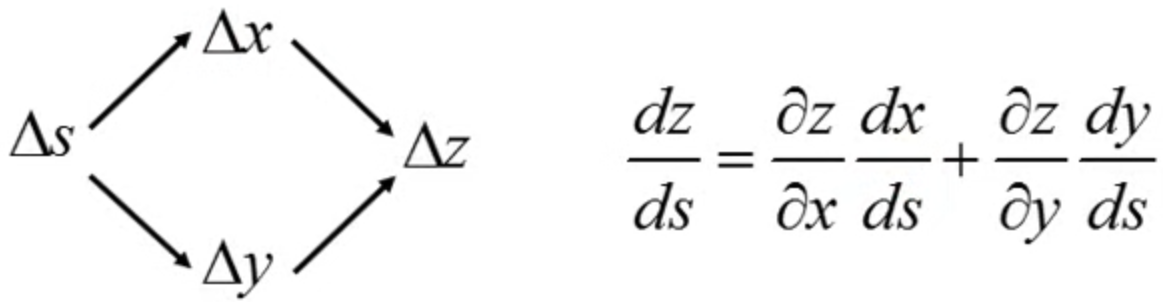 Δx
Δs
Δz
Δy
dz/ds = ∂z/∂x dx/ds + ∂z/∂y dy/ds